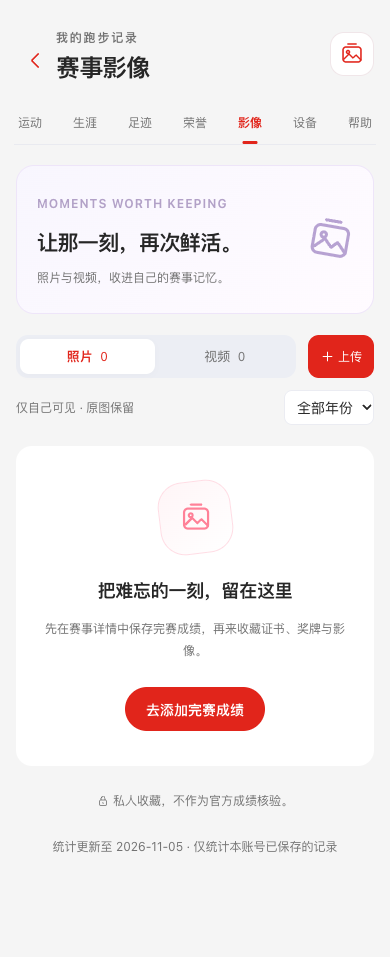 我的跑步记录
赛事影像
运动 生涯 足迹 荣誉 影像 设备 帮助
MOMENTS WORTH KEEPING
让那一刻，再次鲜活。
照片与视频，收进自己的赛事记忆。
照片 0 视频 0 + 上传
仅自己可见 · 原图保留 全部年份
把难忘的一刻，留在这里
先在赛事详情中保存完赛成绩，再来收藏证书、奖牌与影
像。
去添加完赛成绩
私人收藏，不作为官方成绩核验。
统计更新至 2026-11-05 · 仅统计本账号已保存的记录